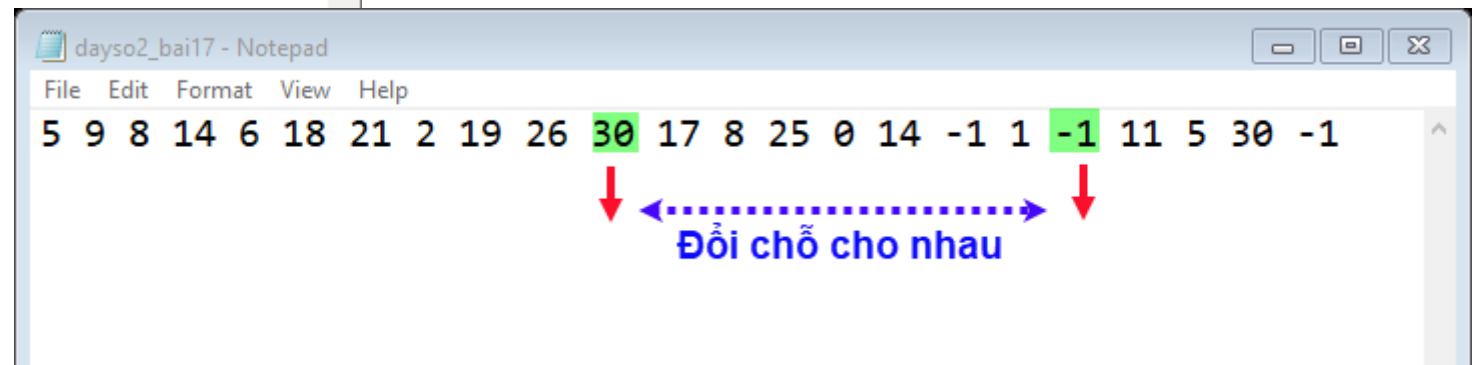 dayso2_bai17 - Notepad
File Edit Format View Help
5 9 8 14 6 18 21 2 19 26 30 17 8 25 0 14 -1 1 -1 11 5 30 -1
Đổi chỗ cho nhau